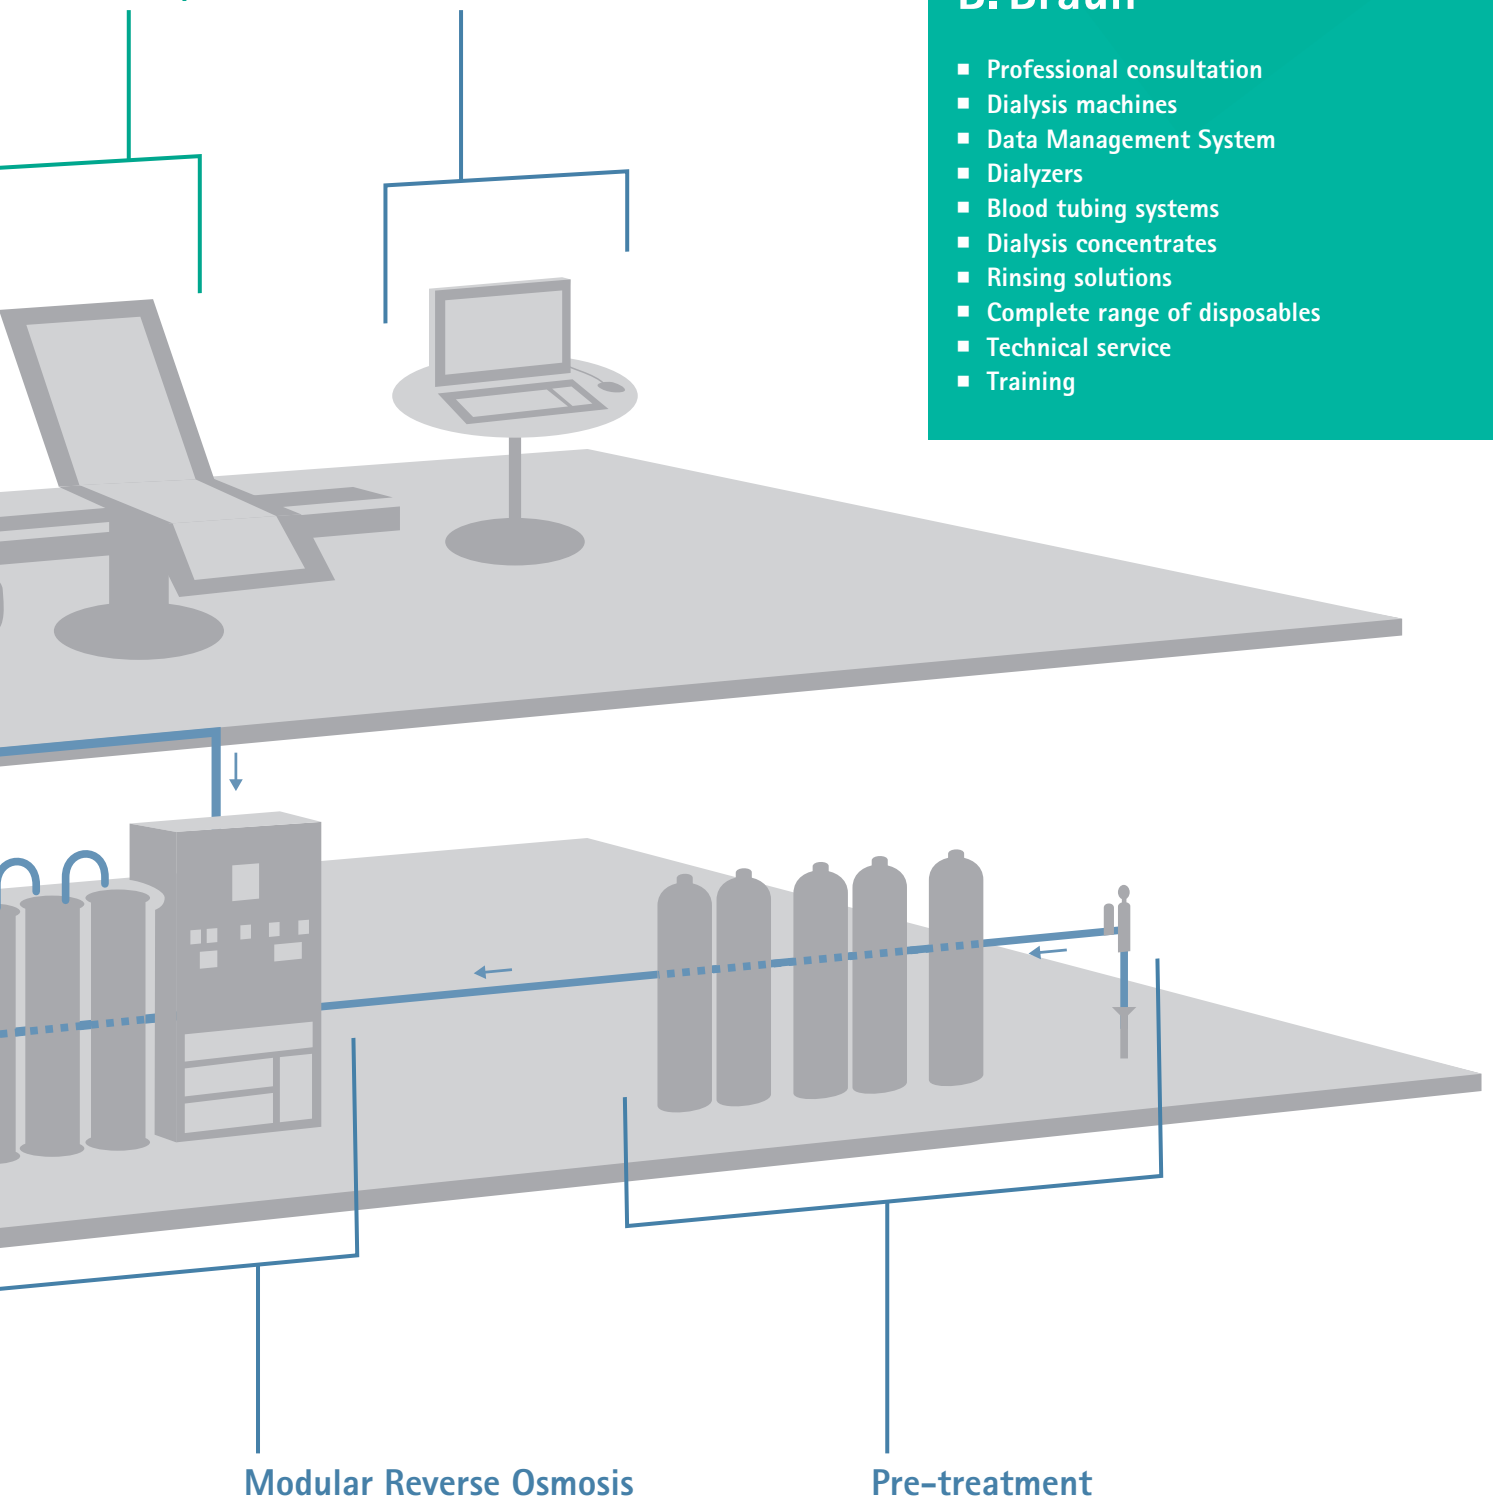 B. Braun
■ Professional consultation
■ Dialysis machines
■ Data Management System
■ Dialyzers
■ Blood tubing systems
■ Dialysis concentrates
■ Rinsing solutions
■ Complete range of disposables
■ Technical service
■ Training
Modular Reverse Osmosis
Pre-treatment